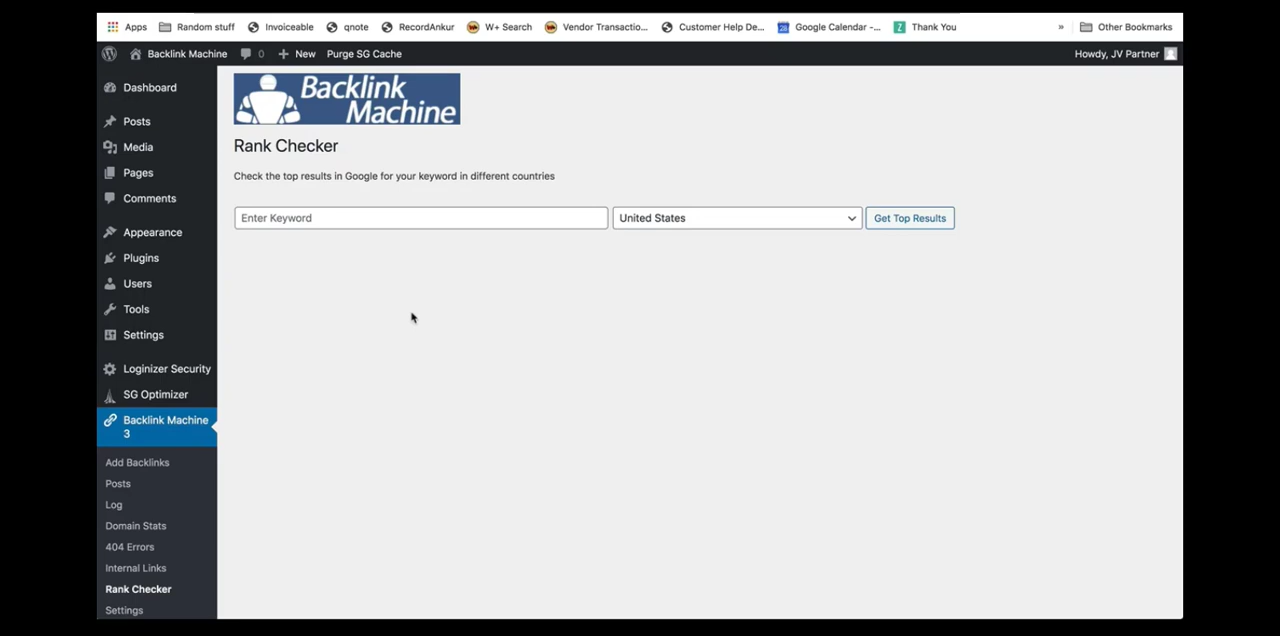 Apps Random stuff Invoiceable qnote RecordAnkur W+ Search Vendor Transactio... Customer Help De... Google Calendar -... Thank You » Other Bookmarks
Backlink Machine 0 New Purge SG Cache Howdy, JV Partner
Dashboard
Posts
Media
Pages
Comments
Appearance
Plugins
Users
Tools
Settings
Loginizer Security
SG Optimizer
Backlink Machine
3
Add Backlinks
Posts
Log
Domain Stats
404 Errors
Internal Links
Rank Checker
Settings
Backlink
Machine
Rank Checker
Check the top results in Google for your keyword in different countries
Enter Keyword United States Get Top Results